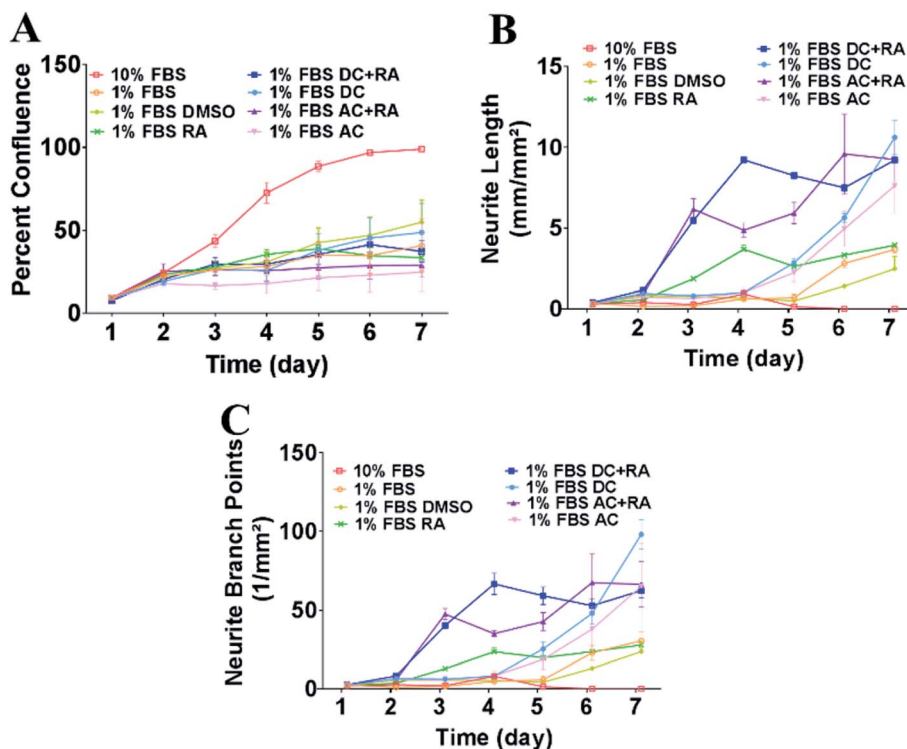 A
150
100
50
0
Percent Confluence
10% FBS
1% FBS
1% FBS DMSO
1% FBS RA
1% FBS DC+RA
1% FBS DC
1% FBS AC+RA
1% FBS AC
1 2 3 4 5 6 7
Time (day)
B
15
10
5
0
Neurite Length
(mm/mm²)
10% FBS
1% FBS
1% FBS DMSO
1% FBS RA
1% FBS DC+RA
1% FBS DC
1% FBS AC+RA
1% FBS AC
1 2 3 4 5 6 7
Time (day)
C
150
100
50
0
Neurite Branch Points
(1/mm²)
10% FBS
1% FBS
1% FBS DMSO
1% FBS RA
1% FBS DC+RA
1% FBS DC
1% FBS AC+RA
1% FBS AC
1 2 3 4 5 6 7
Time (day)